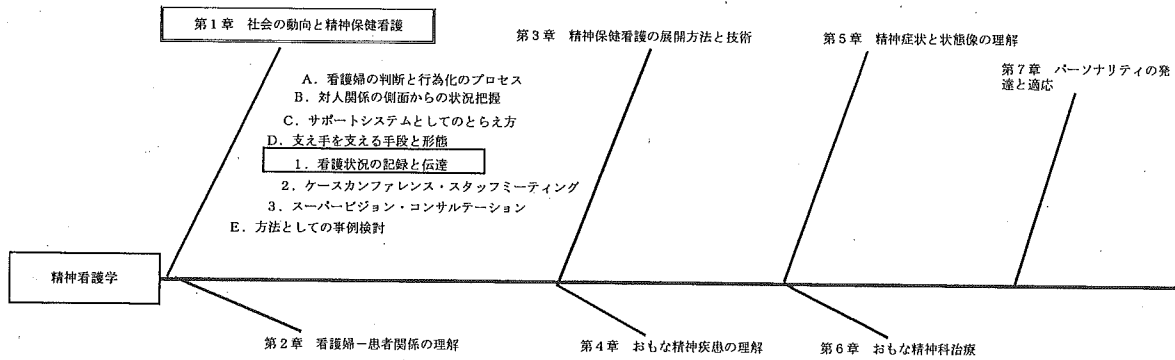 第1章 社会の動向と精神保健看護
第3章 精神保健看護の展開方法と技術
第5章 精神症状と状態像の理解
第7章 パーソナリティの発
達と適応
A．看護婦の判断と行為化のプロセス
B．対人関係の側面からの状況把握
C．サポートシステムとしてのとらえ方
D．支え手を支える手段と形態
1．看護状況の記録と伝達
2．ケースカンファレンス・スタッフミーティング
3．スーパービジョン・コンサルテーション
E．方法としての事例検討
精神看護学
第2章 看護婦－患者関係の理解
第4章 おもな精神疾患の理解
第6章 おもな精神科治療